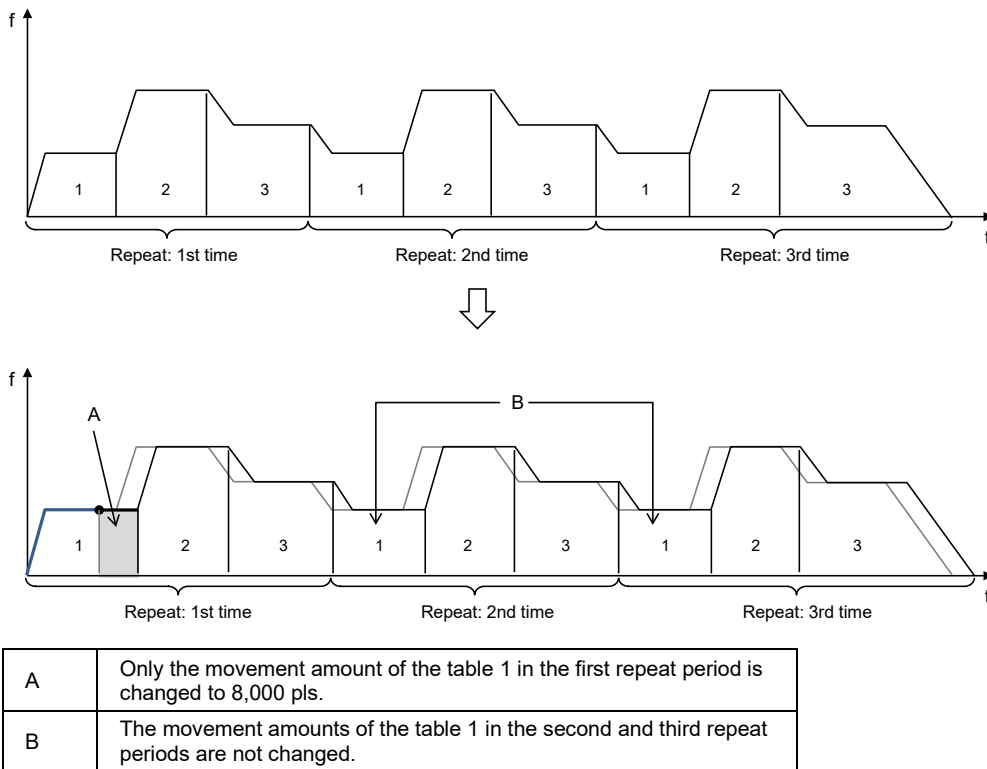 f
1 2 3 1 2 3 1 2 3
t
Repeat: 1st time Repeat: 2nd time Repeat: 3rd time
f
A B
1 2 3 1 2 3 1 2 3
t
Repeat: 1st time Repeat: 2nd time Repeat: 3rd time
A Only the movement amount of the table 1 in the first repeat period is
changed to 8,000 pls.
B The movement amounts of the table 1 in the second and third repeat
periods are not changed.